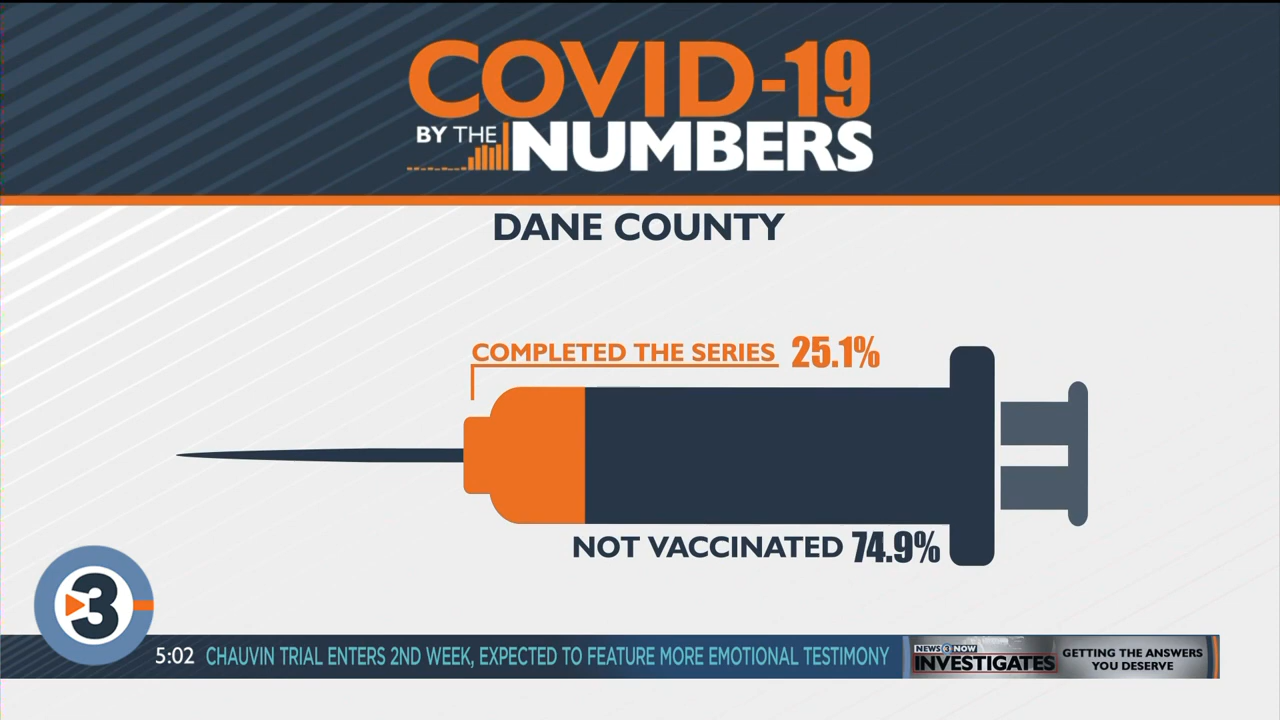 COVID-19
BY THE NUMBERS
DANE COUNTY
COMPLETED THE SERIES 25.1%
NOT VACCINATED 74.9%
3
5:02 CHAUVIN TRIAL ENTERS 2ND WEEK, EXPECTED TO FEATURE MORE EMOTIONAL TESTIMONY
NEWS 3 NOW
INVESTIGATES
GETTING THE ANSWERS
YOU DESERVE